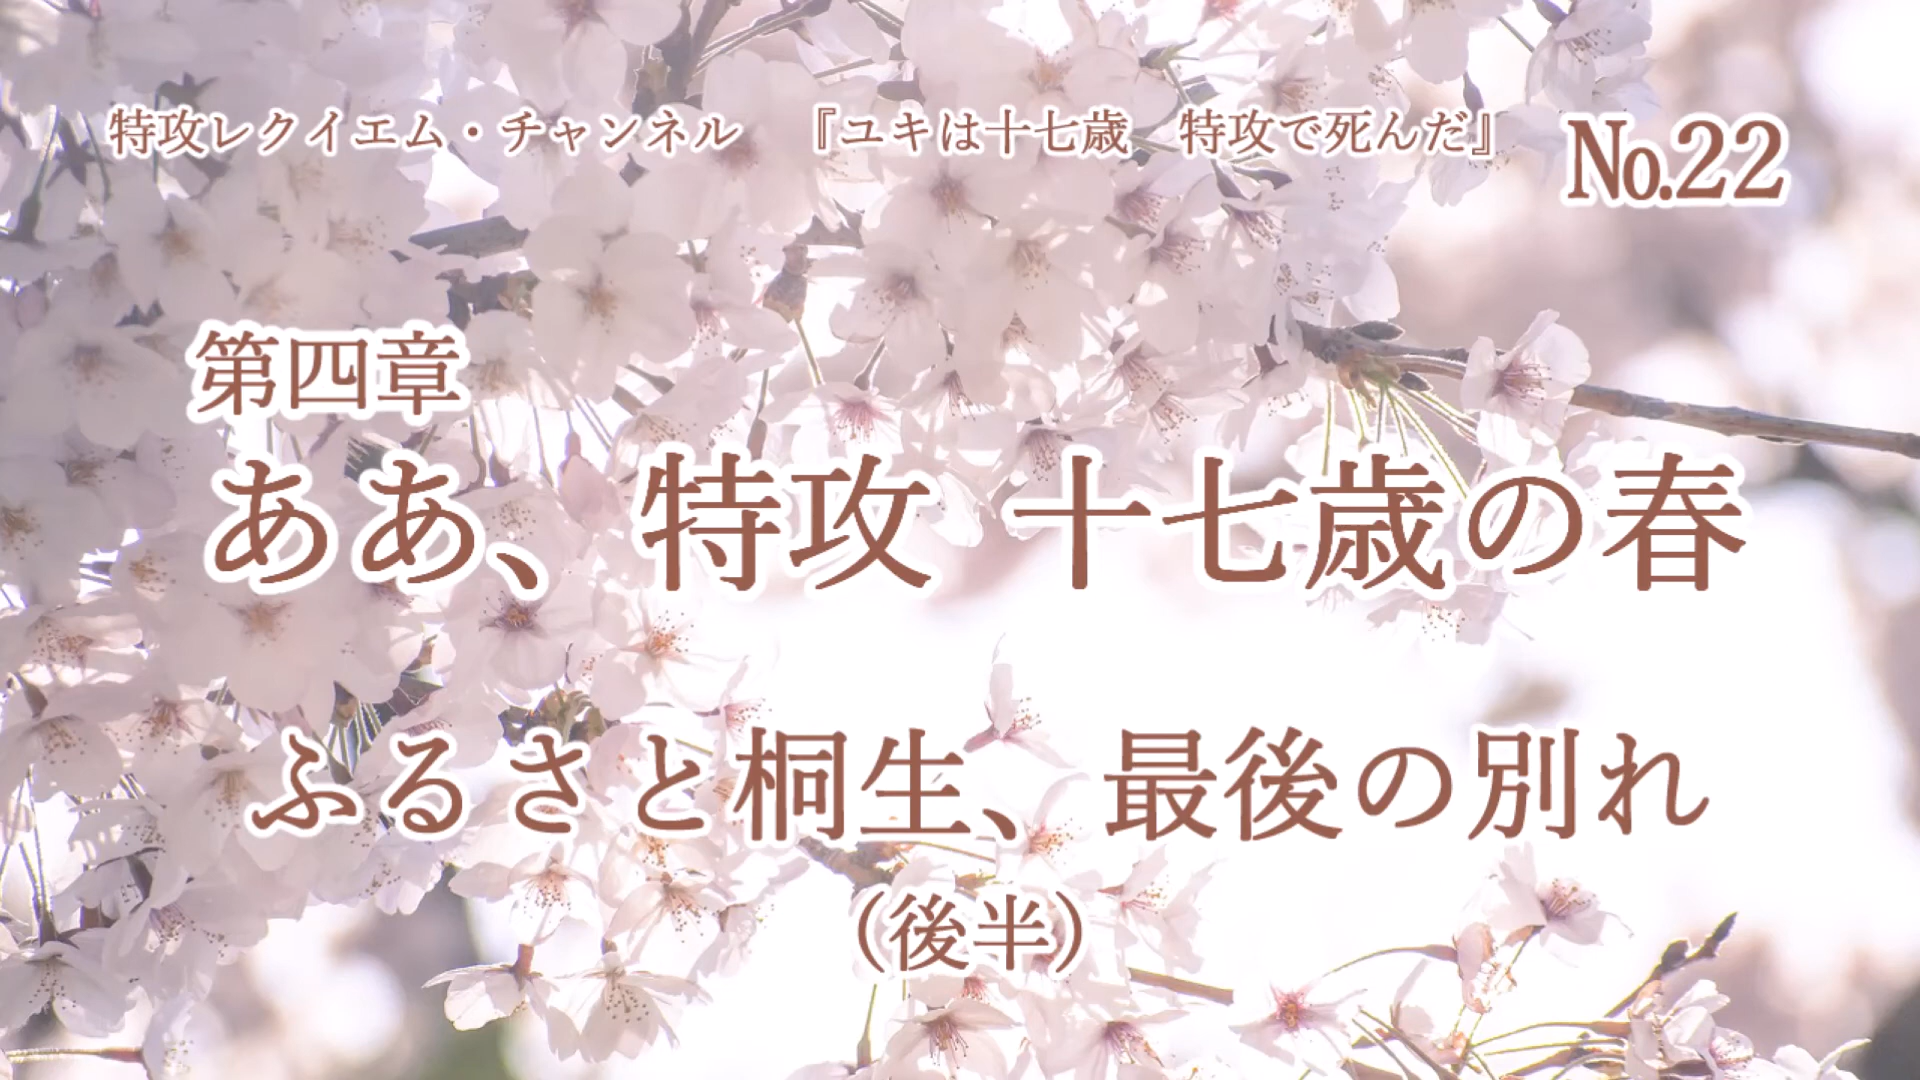 特攻レクイエム・チャンネル　『ユキは十七歳　特攻で死んだ』　№22
第四章
ああ、特攻 十七歳の春
ふるさと桐生、最後の別れ
（後半）